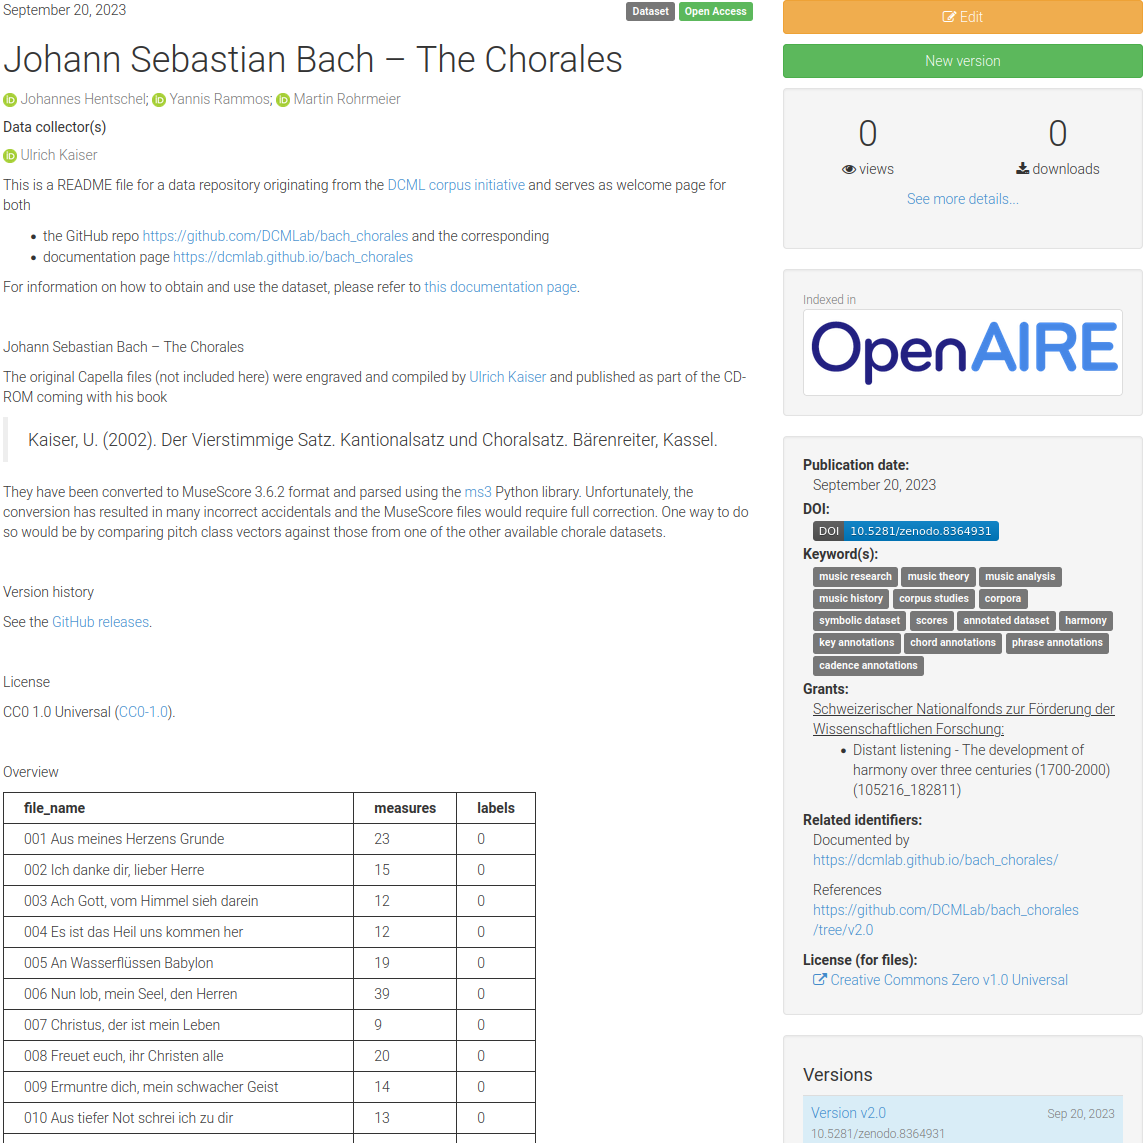 September 20, 2023
Dataset Open Access
Johann Sebastian Bach – The Chorales
Johannes Hentschel; Yannis Rammos; Martin Rohrmeier
Data collector(s)
Ulrich Kaiser
This is a README file for a data repository originating from the DCML corpus initiative and serves as welcome page for
both
• the GitHub repo https://github.com/DCMLab/bach_chorales and the corresponding
• documentation page https://dcmlab.github.io/bach_chorales
For information on how to obtain and use the dataset, please refer to this documentation page.
Johann Sebastian Bach – The Chorales
The original Capella files (not included here) were engraved and compiled by Ulrich Kaiser and published as part of the CD-
ROM coming with his book
Kaiser, U. (2002). Der Vierstimmige Satz. Kantionalsatz und Choralsatz. Bärenreiter, Kassel.
They have been converted to MuseScore 3.6.2 format and parsed using the ms3 Python library. Unfortunately, the
conversion has resulted in many incorrect accidentals and the MuseScore files would require full correction. One way to do
so would be by comparing pitch class vectors against those from one of the other available chorale datasets.
Version history
See the GitHub releases.
License
CC0 1.0 Universal (CC0-1.0).
Overview
file_name measures labels
001 Aus meines Herzens Grunde 23 0
002 Ich danke dir, lieber Herre 15 0
003 Ach Gott, vom Himmel sieh darein 12 0
004 Es ist das Heil uns kommen her 12 0
005 An Wasserflüssen Babylon 19 0
006 Nun lob, mein Seel, den Herren 39 0
007 Christus, der ist mein Leben 9 0
008 Freuet euch, ihr Christen alle 20 0
009 Ermuntre dich, mein schwacher Geist 14 0
010 Aus tiefer Not schrei ich zu dir 13 0
Edit
New version
0 0
views downloads
See more details...
Indexed in
OpenAIRE
Publication date:
September 20, 2023
DOI:
DOI 10.5281/zenodo.8364931
Keyword(s):
music research music theory music analysis
music history corpus studies corpora
symbolic dataset scores annotated dataset harmony
key annotations chord annotations phrase annotations
cadence annotations
Grants:
Schweizerischer Nationalfonds zur Förderung der
Wissenschaftlichen Forschung:
• Distant listening - The development of
harmony over three centuries (1700-2000)
(105216_182811)
Related identifiers:
Documented by
https://dcmlab.github.io/bach_chorales/
References
https://github.com/DCMLab/bach_chorales
/tree/v2.0
License (for files):
Creative Commons Zero v1.0 Universal
Versions
Version v2.0 Sep 20, 2023
10.5281/zenodo.8364931